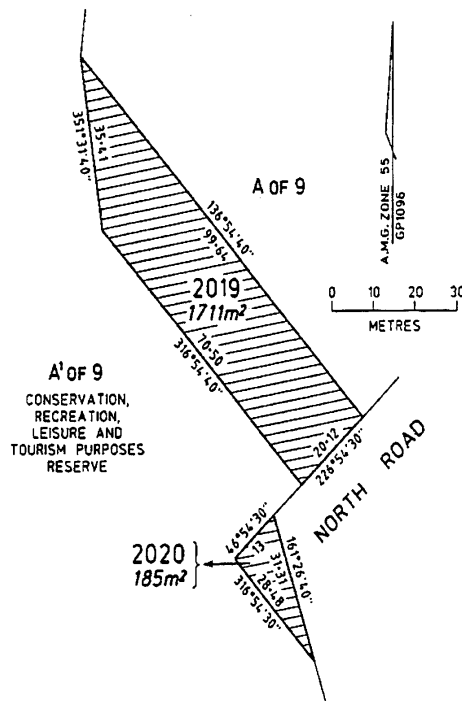 351°31'40"
35·41
A OF 9
136°54'40"
99·64
A.M.G. ZONE 55
GP1096
2019
1711m²
0 10 20 30
METRES
70·50
316°54'40"
A¹ OF 9
CONSERVATION,
RECREATION,
LEISURE AND
TOURISM PURPOSES
RESERVE
20·12
226°54'30"
NORTH ROAD
46°54'30"
13
2020
185m²
161°26'40"
31·31
28·48
316°54'30"